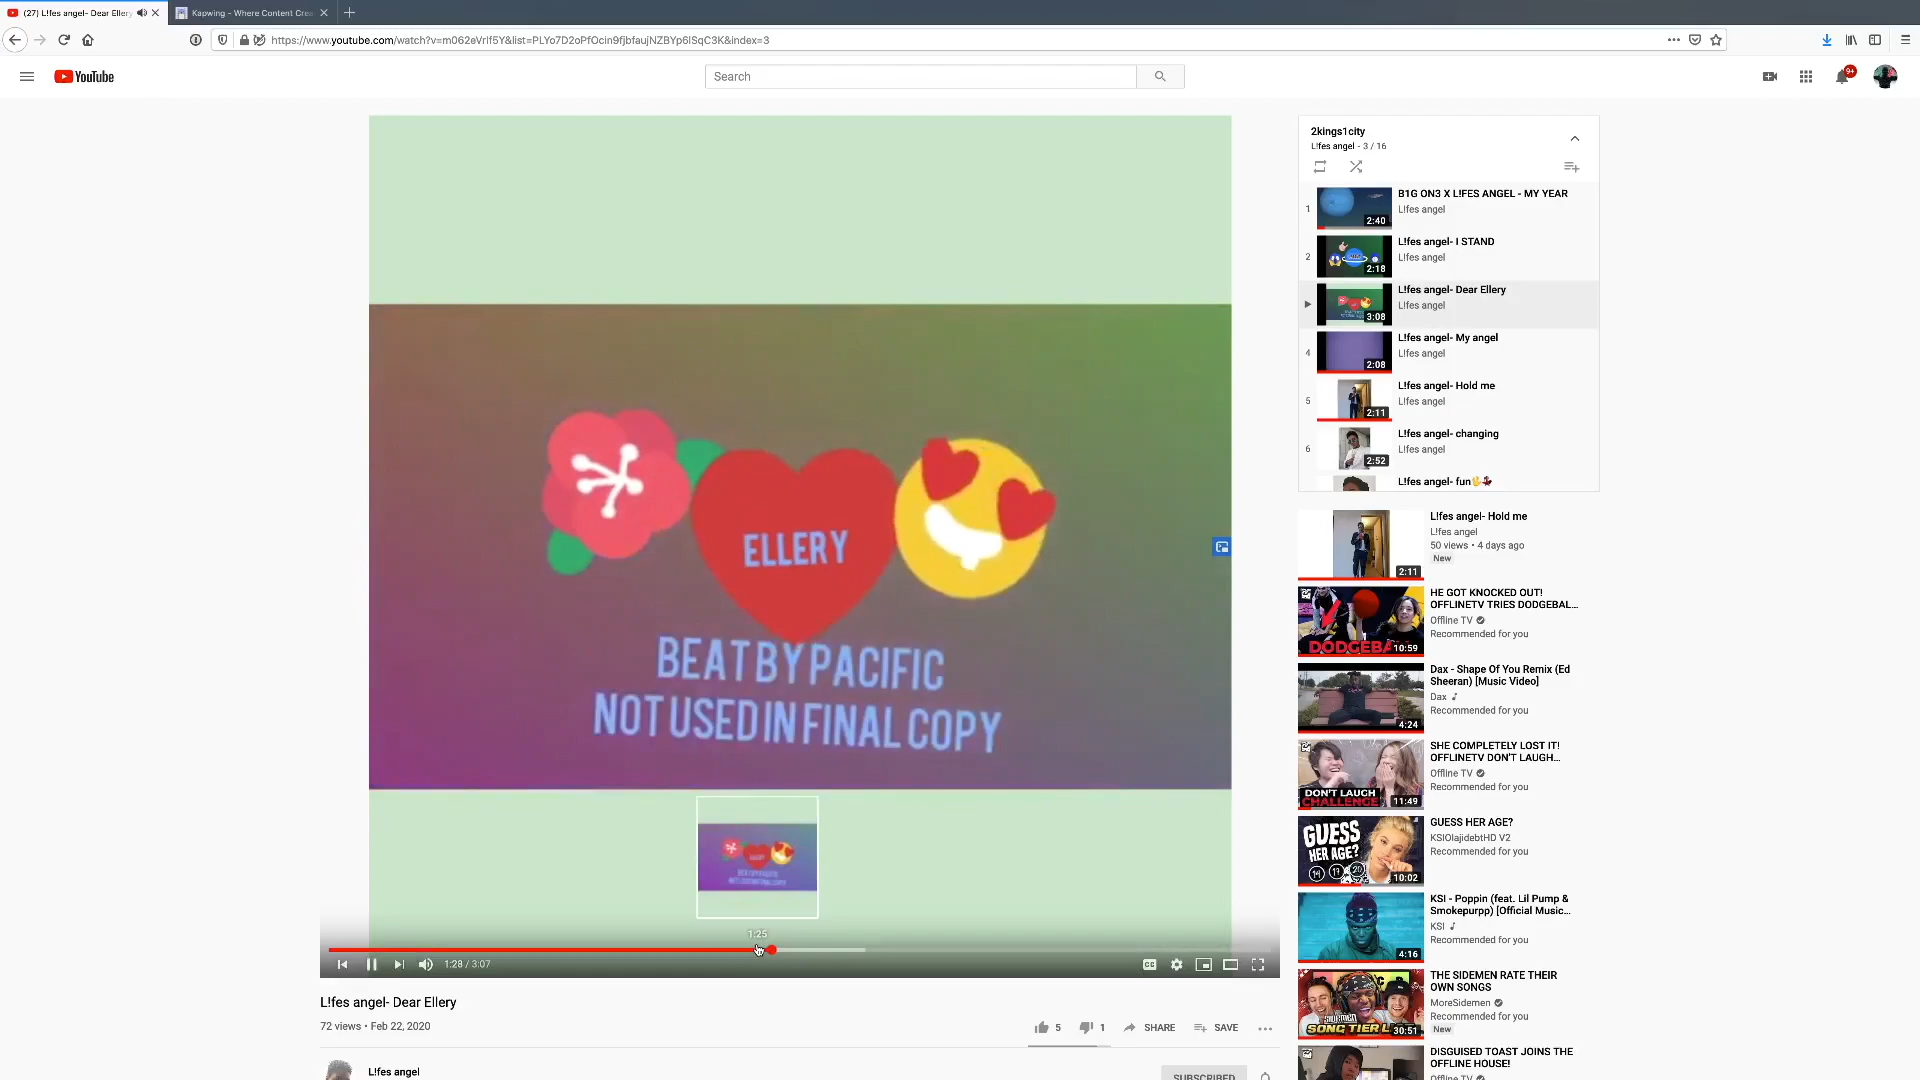 (27) L!fes angel- Dear Ellery
Kapwing - Where Content Crea
https://www.youtube.com/watch?v=m062eVrIf5Y&list=PLYo7D2oPfOcin9fjbfaujNZBYp6lSqC3K&index=3
YouTube
Search
9+
ELLERY
BEAT BY PACIFIC
NOT USED IN FINAL COPY
1:25
1:28 / 3:07
CC
L!fes angel- Dear Ellery
72 views • Feb 22, 2020
5
1
SHARE
SAVE
L!fes angel
SUBSCRIBED
2kings1city
L!fes angel - 3 / 16
1
2:40
B1G ON3 X L!FES ANGEL - MY YEAR
L!fes angel
2
2:18
L!fes angel- I STAND
L!fes angel
3:08
L!fes angel- Dear Ellery
L!fes angel
4
2:08
L!fes angel- My angel
L!fes angel
5
2:11
L!fes angel- Hold me
L!fes angel
6
2:52
L!fes angel- changing
L!fes angel
L!fes angel- fun🤟💃🏿
2:11
L!fes angel- Hold me
L!fes angel
50 views • 4 days ago
New
DODGEBA
10:59
HE GOT KNOCKED OUT!
OFFLINETV TRIES DODGEBAL...
Offline TV
Recommended for you
4:24
Dax - Shape Of You Remix (Ed
Sheeran) [Music Video]
Dax
Recommended for you
DON'T LAUGH
CHALLENGE
11:49
SHE COMPLETELY LOST IT!
OFFLINETV DON'T LAUGH...
Offline TV
Recommended for you
GUESS
HER AGE?
14 17 20
10:02
GUESS HER AGE?
KSIOlajidebtHD V2
Recommended for you
4:16
KSI - Poppin (feat. Lil Pump &
Smokepurpp) [Official Music...
KSI
Recommended for you
SIDEMEN
SONG TIER L
30:51
THE SIDEMEN RATE THEIR
OWN SONGS
MoreSidemen
Recommended for you
New
DISGUISED TOAST JOINS THE
OFFLINE HOUSE!
Offline TV